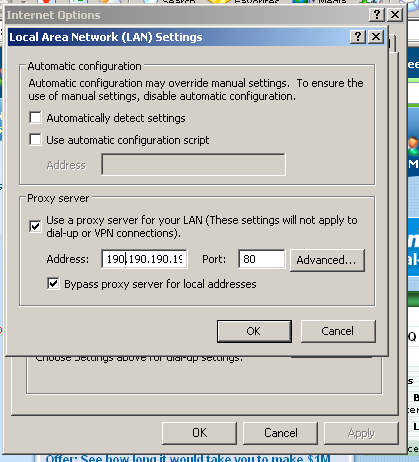 Search Favorites Media
Internet Options
Local Area Network (LAN) Settings
Automatic configuration
Automatic configuration may override manual settings. To ensure the
use of manual settings, disable automatic configuration.
Automatically detect settings
Use automatic configuration script
Address
Proxy server
Use a proxy server for your LAN (These settings will not apply to
dial-up or VPN connections).
Address: 190.190.190.19 Port: 80 Advanced...
Bypass proxy server for local addresses
OK Cancel
Choose Settings above for dial-up settings.
OK Cancel Apply
Offer: See how long it would take you to make $1M